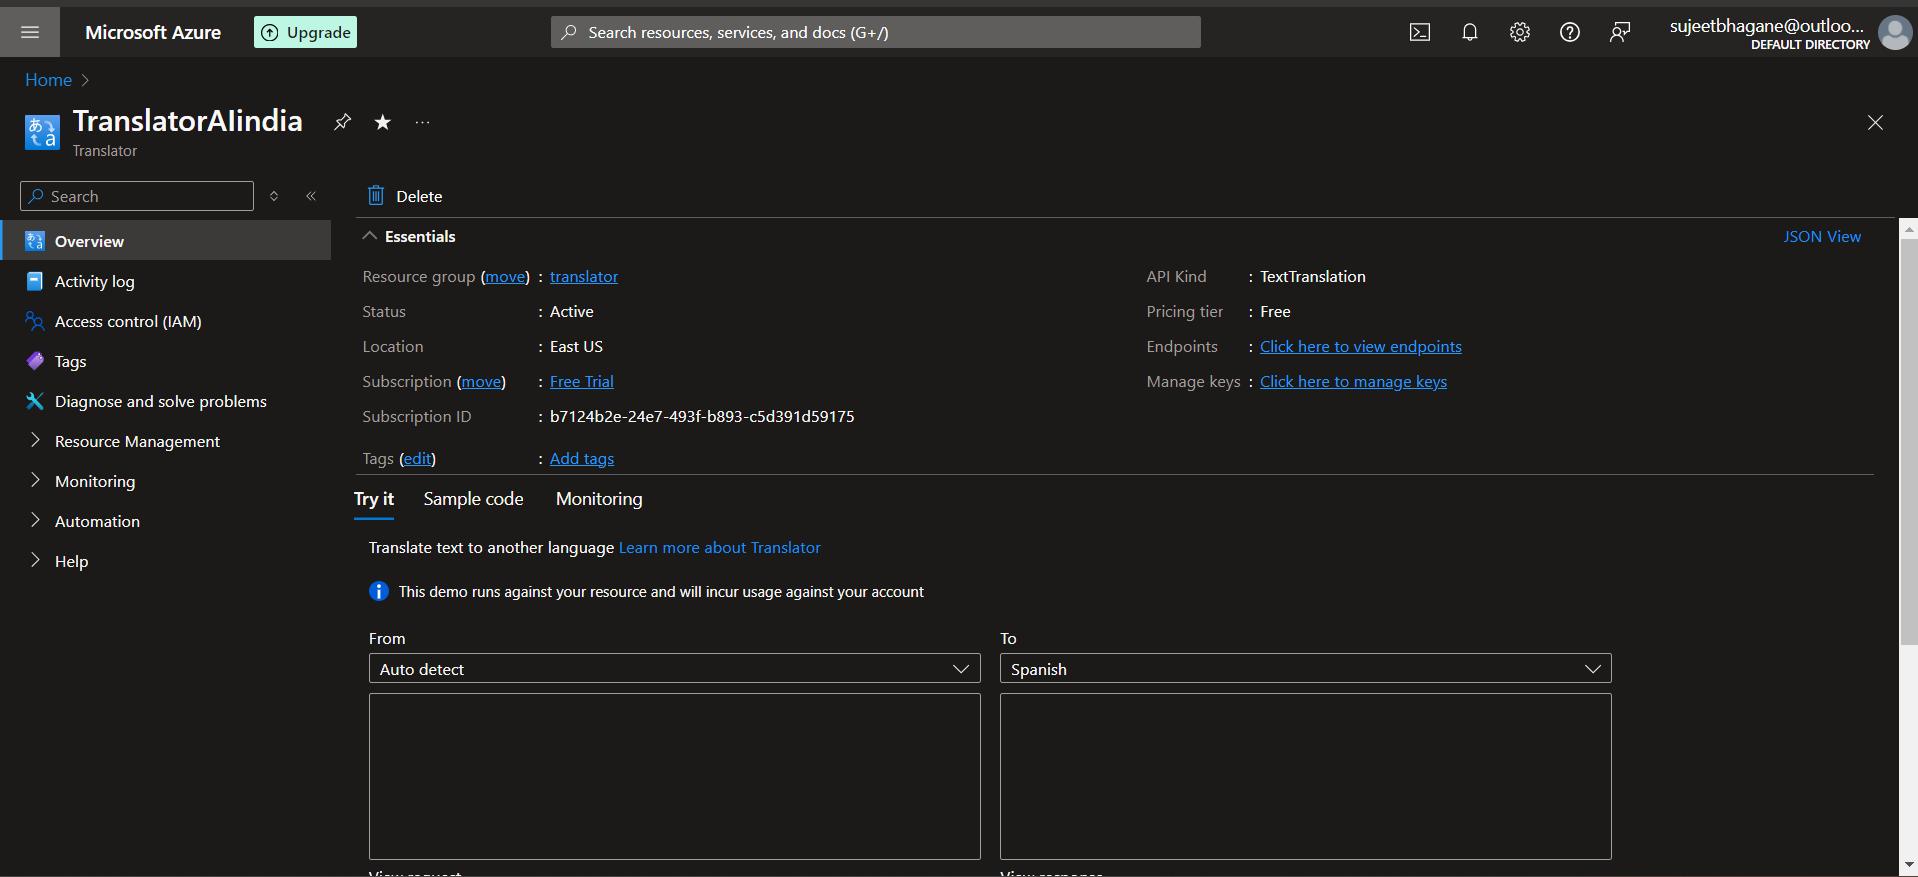 Microsoft Azure
Upgrade
Search resources, services, and docs (G+/)
sujeetbhagane@outloo...
DEFAULT DIRECTORY
Home
TranslatorAIindia
Translator
Search
Overview
Activity log
Access control (IAM)
Tags
Diagnose and solve problems
Resource Management
Monitoring
Automation
Help
Delete
Essentials
JSON View
Resource group (move) : translator
Status : Active
Location : East US
Subscription (move) : Free Trial
Subscription ID : b7124b2e-24e7-493f-b893-c5d391d59175
Tags (edit) : Add tags
API Kind : TextTranslation
Pricing tier : Free
Endpoints : Click here to view endpoints
Manage keys : Click here to manage keys
Try it Sample code Monitoring
Translate text to another language Learn more about Translator
This demo runs against your resource and will incur usage against your account
From
Auto detect
To
Spanish
View request
View response